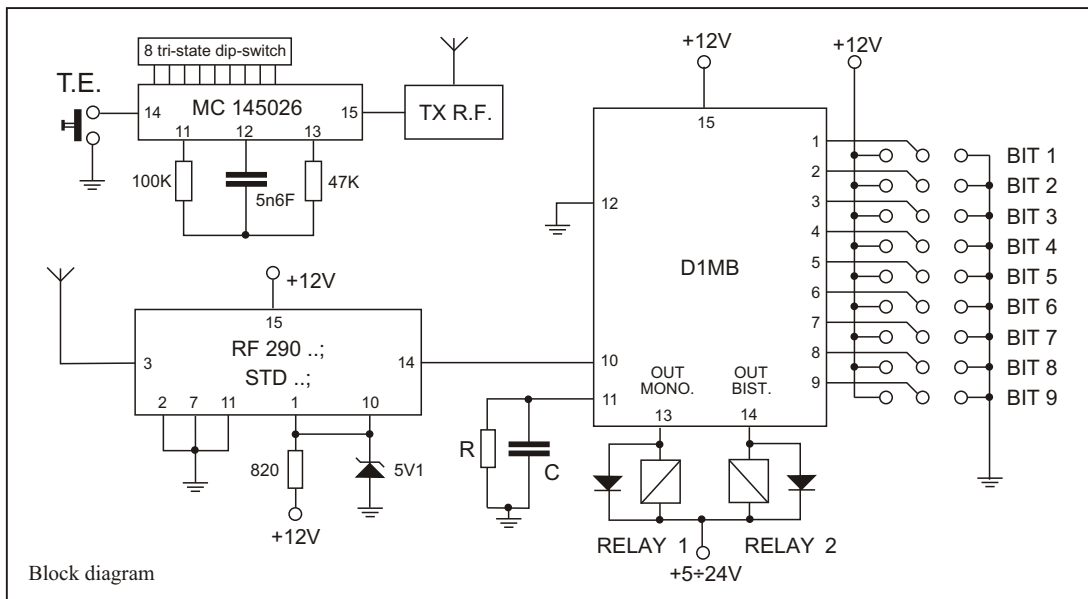 8 tri-state dip-switch
T.E.
14
MC 145026
15
11
12
13
TX R.F.
100K
5n6F
47K
+12V
15
RF 290 ..;
STD ..;
3
14
2
7
11
1
10
820
5V1
+12V
+12V
15
12
D1MB
10
11
OUT
MONO.
13
OUT
BIST.
14
R
C
1
2
3
4
5
6
7
8
9
+12V
BIT 1
BIT 2
BIT 3
BIT 4
BIT 5
BIT 6
BIT 7
BIT 8
BIT 9
RELAY 1
RELAY 2
+5÷24V
Block diagram